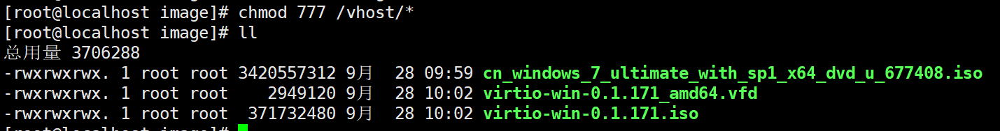 [root@localhost image]# chmod 777 /vhost/*
[root@localhost image]# ll
总用量 3706288
-rwxrwxrwx. 1 root root 3420557312 9月  28 09:59 cn_windows_7_ultimate_with_sp1_x64_dvd_u_677408.iso
-rwxrwxrwx. 1 root root    2949120 9月  28 10:02 virtio-win-0.1.171_amd64.vfd
-rwxrwxrwx. 1 root root  371732480 9月  28 10:02 virtio-win-0.1.171.iso
[root@localhost image]#